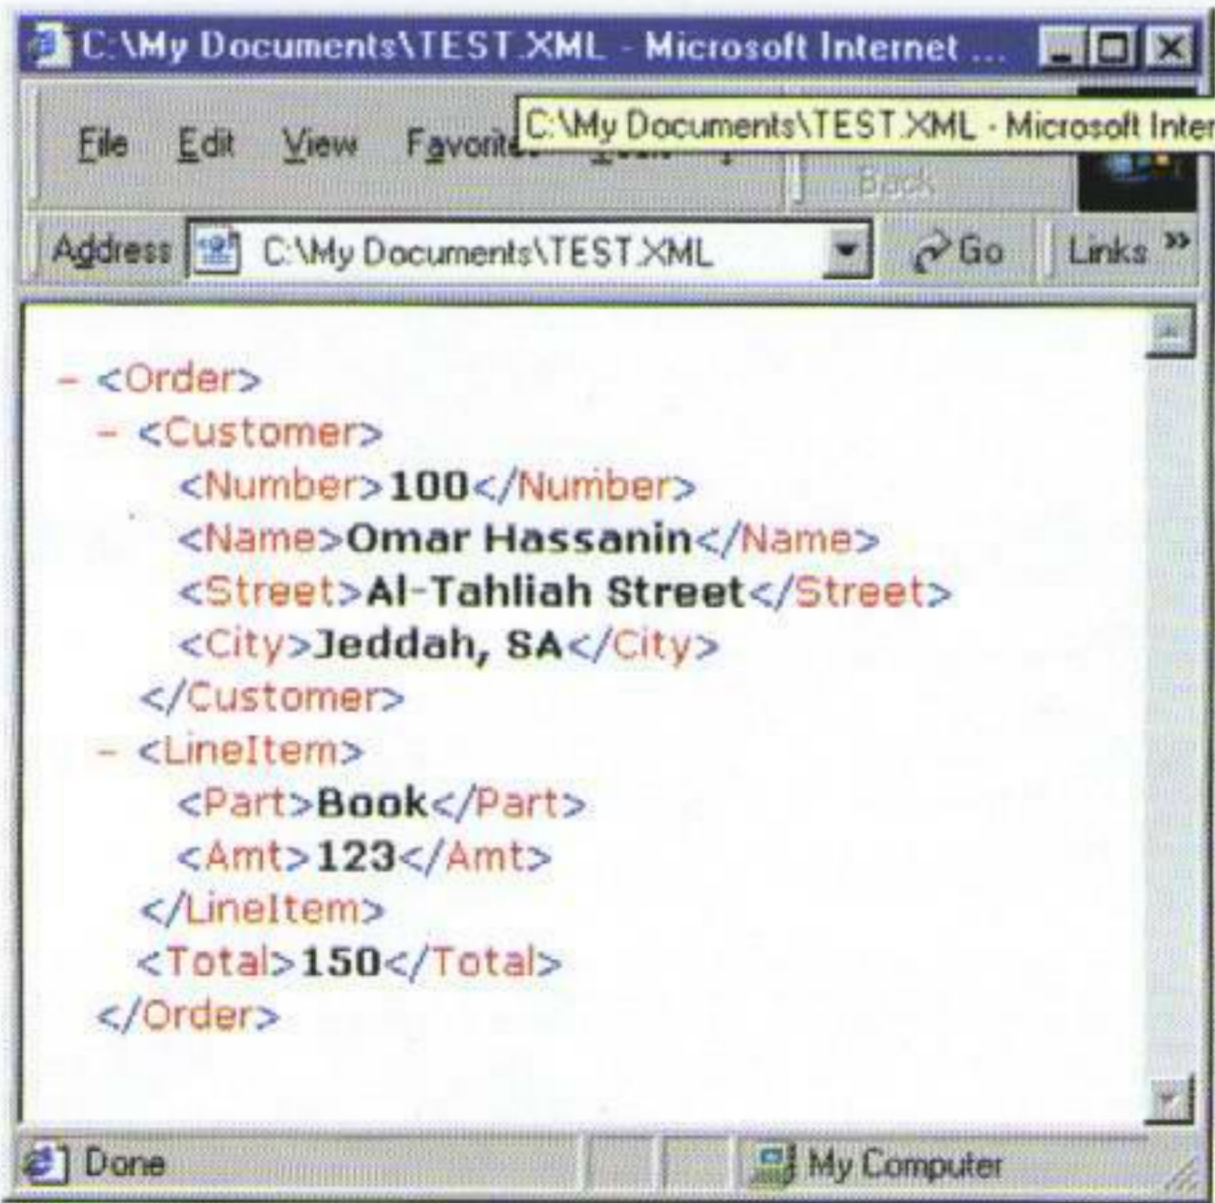 C:\My Documents\TEST.XML - Microsoft Internet ...
C:\My Documents\TEST.XML - Microsoft Inter
File Edit View Favorites
Back
Address C:\My Documents\TEST.XML Go Links »
- <Order>
- <Customer>
<Number>100</Number>
<Name>Omar Hassanin</Name>
<Street>Al-Tahliah Street</Street>
<City>Jeddah, SA</City>
</Customer>
- <LineItem>
<Part>Book</Part>
<Amt>123</Amt>
</LineItem>
<Total>150</Total>
</Order>
Done My Computer